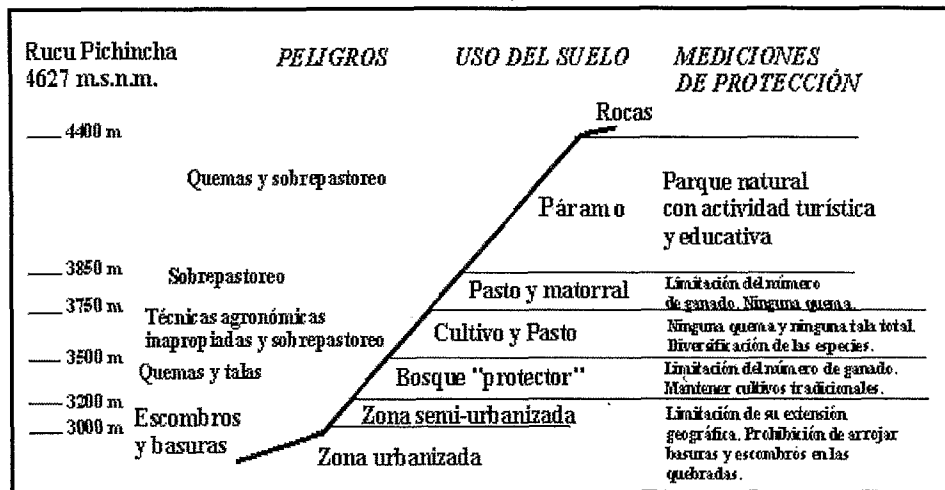 Rucu Pichincha
4627 m.s.n.m.
PELIGROS
USO DEL SUELO
MEDICIONES
DE PROTECCIÓN
Rocas
4400 m
Quemas y sobrepastoreo
Páramo
Parque natural
con actividad turística
y educativa
3850 m
Sobrepastoreo
Pasto y matorral
Limitación del número
de ganado. Ninguna quema.
3750 m
Técnicas agronómicas
inapropiadas y sobrepastoreo
Cultivo y Pasto
Ninguna quema y ninguna tala total.
Diversificación de las especies.
3500 m
Quemas y talas
Bosque "protector"
Limitación del número de ganado.
Mantener cultivos tradicionales.
3200 m
3000 m
Escombros
y basuras
Zona semi-urbanizada
Zona urbanizada
Limitación de su extensión
geográfica. Prohibición de arrojar
basuras y escombros en las
quebradas.